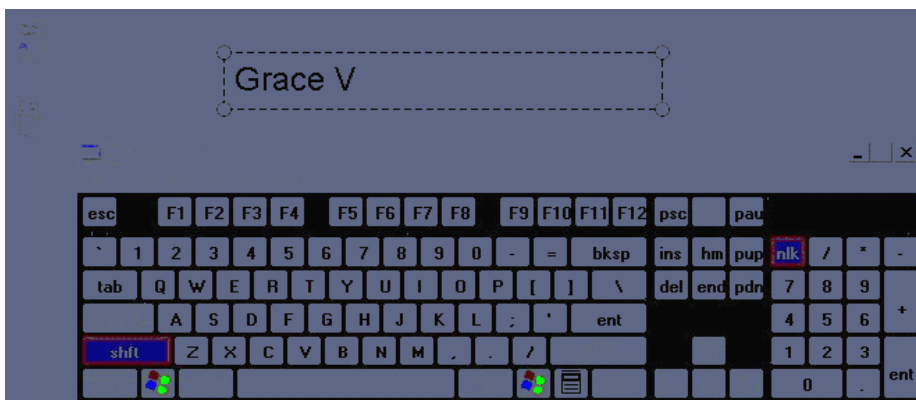 Grace V
esc F1 F2 F3 F4 F5 F6 F7 F8 F9 F10 F11 F12 psc pau
` 1 2 3 4 5 6 7 8 9 0 - = bksp ins hm pup nlk / * -
tab Q W E R T Y U I O P [ ] \ del end pdn 7 8 9 +
A S D F G H J K L ; ' ent 4 5 6
shft Z X C V B N M , . / 1 2 3 ent
0 .